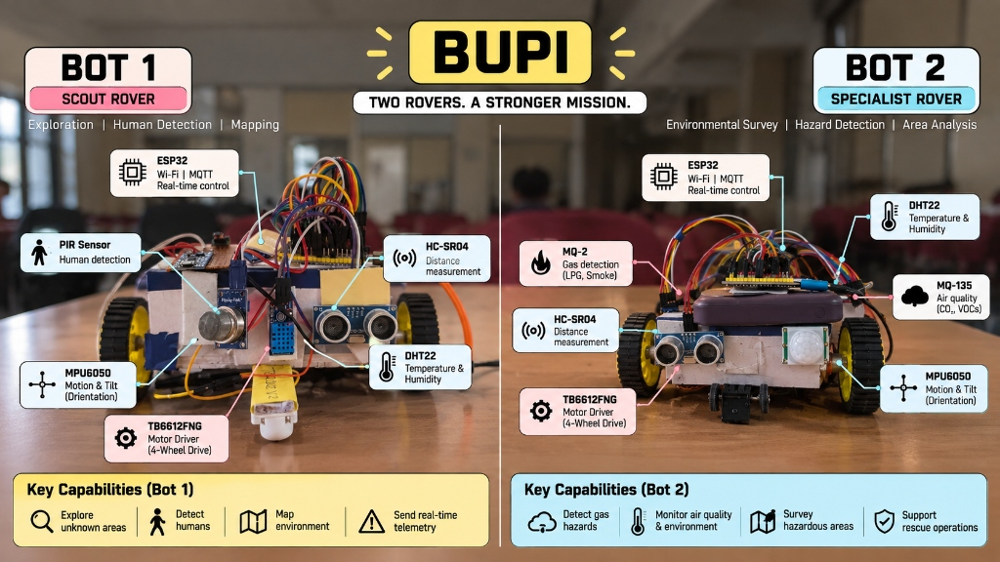 BUPI
TWO ROVERS. A STRONGER MISSION.
BOT 1
SCOUT ROVER
Exploration | Human Detection | Mapping
ESP32
Wi-Fi | MQTT
Real-time control
PIR Sensor
Human detection
HC-SR04
Distance
measurement
MPU6050
Motion & Tilt
(Orientation)
DHT22
Temperature &
Humidity
TB6612FNG
Motor Driver
(4-Wheel Drive)
Key Capabilities (Bot 1)
Explore
unknown areas
Detect
humans
Map
environment
Send real-time
telemetry
BOT 2
SPECIALIST ROVER
Environmental Survey | Hazard Detection | Area Analysis
ESP32
Wi-Fi | MQTT
Real-time control
DHT22
Temperature &
Humidity
MQ-2
Gas detection
(LPG, Smoke)
MQ-135
Air quality
(CO₂, VOCs)
HC-SR04
Distance
measurement
MPU6050
Motion & Tilt
(Orientation)
TB6612FNG
Motor Driver
(4-Wheel Drive)
Key Capabilities (Bot 2)
Detect gas
hazards
Monitor air quality
& environment
Survey
hazardous areas
Support
rescue operations